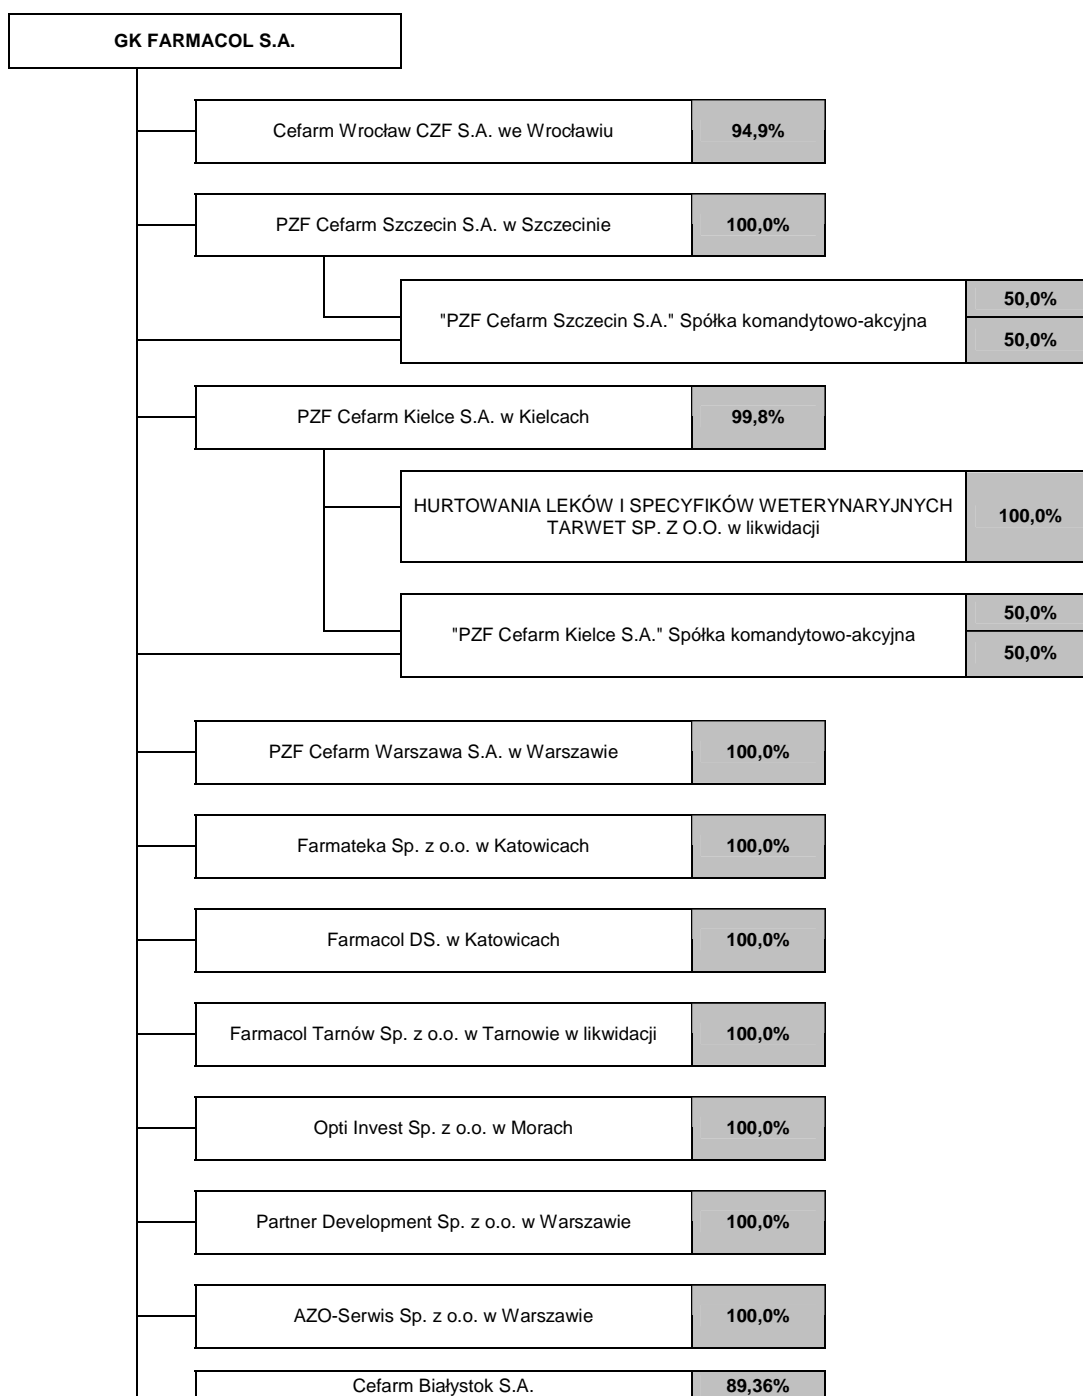 GK FARMACOL S.A.
Cefarm Wrocław CZF S.A. we Wrocławiu 94,9%
PZF Cefarm Szczecin S.A. w Szczecinie 100,0%
"PZF Cefarm Szczecin S.A." Spółka komandytowo-akcyjna
50,0%
50,0%
PZF Cefarm Kielce S.A. w Kielcach 99,8%
HURTOWANIA LEKÓW I SPECYFIKÓW WETERYNARYJNYCH
TARWET SP. Z O.O. w likwidacji
100,0%
"PZF Cefarm Kielce S.A." Spółka komandytowo-akcyjna
50,0%
50,0%
PZF Cefarm Warszawa S.A. w Warszawie 100,0%
Farmateka Sp. z o.o. w Katowicach 100,0%
Farmacol DS. w Katowicach 100,0%
Farmacol Tarnów Sp. z o.o. w Tarnowie w likwidacji 100,0%
Opti Invest Sp. z o.o. w Morach 100,0%
Partner Development Sp. z o.o. w Warszawie 100,0%
AZO-Serwis Sp. z o.o. w Warszawie 100,0%
Cefarm Białystok S.A. 89,36%